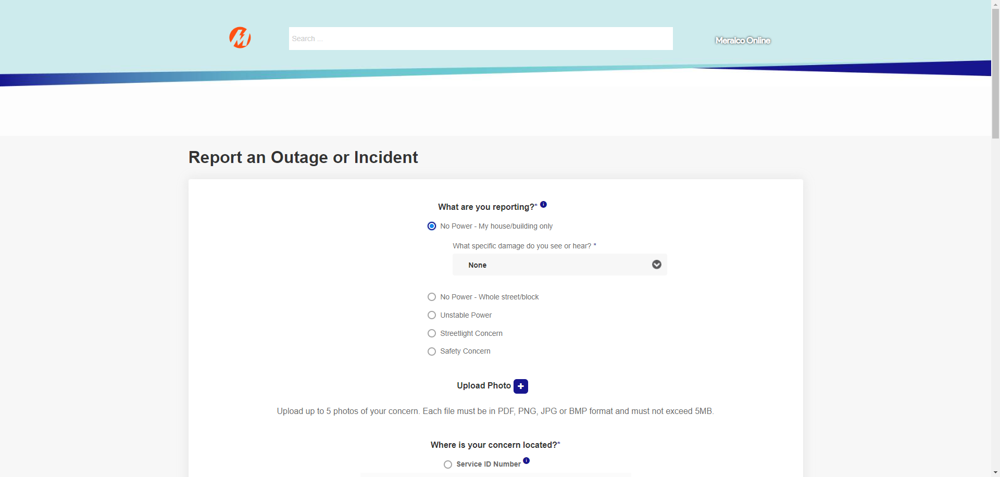 Search ...
Meralco Online
Report an Outage or Incident
What are you reporting?* i
No Power - My house/building only
What specific damage do you see or hear? *
None
No Power - Whole street/block
Unstable Power
Streetlight Concern
Safety Concern
Upload Photo +
Upload up to 5 photos of your concern. Each file must be in PDF, PNG, JPG or BMP format and must not exceed 5MB.
Where is your concern located?*
Service ID Number i